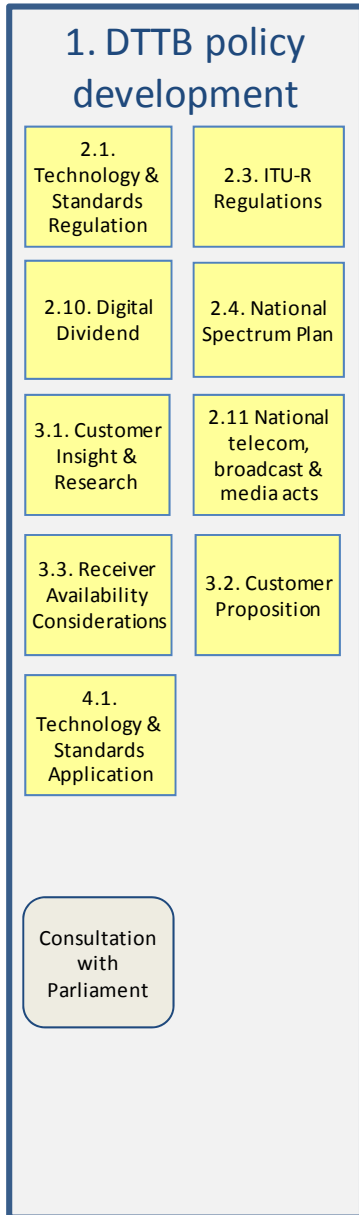 1. DTTB policy
development
2.1.
Technology &
Standards
Regulation
2.3. ITU-R
Regulations
2.10. Digital
Dividend
2.4. National
Spectrum Plan
3.1. Customer
Insight &
Research
2.11 National
telecom,
broadcast &
media acts
3.3. Receiver
Availability
Considerations
3.2. Customer
Proposition
4.1.
Technology &
Standards
Application
Consultation
with
Parliament